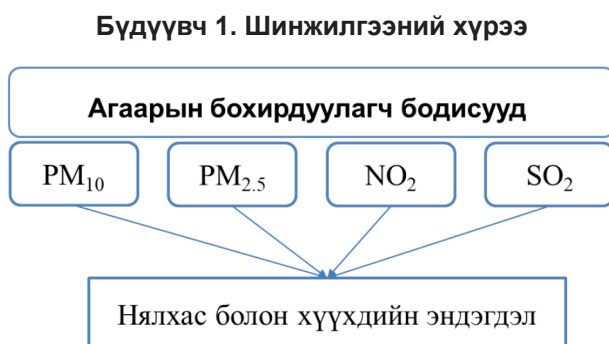 Бүдүүвч 1. Шинжилгээний хүрээ
Агаарын бохирдуулагч бодисууд
PM₁₀ PM₂.₅ NO₂ SO₂
Нялхас болон хүүхдийн эндэгдэл